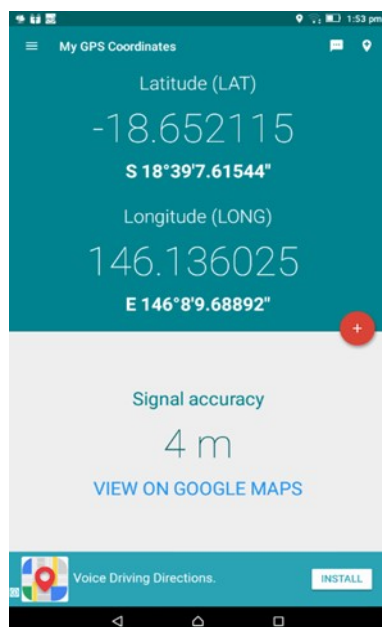 1:53 pm
My GPS Coordinates
Latitude (LAT)
-18.652115
S 18°39'7.61544"
Longitude (LONG)
146.136025
E 146°8'9.68892"
+
Signal accuracy
4 m
VIEW ON GOOGLE MAPS
Voice Driving Directions.
INSTALL